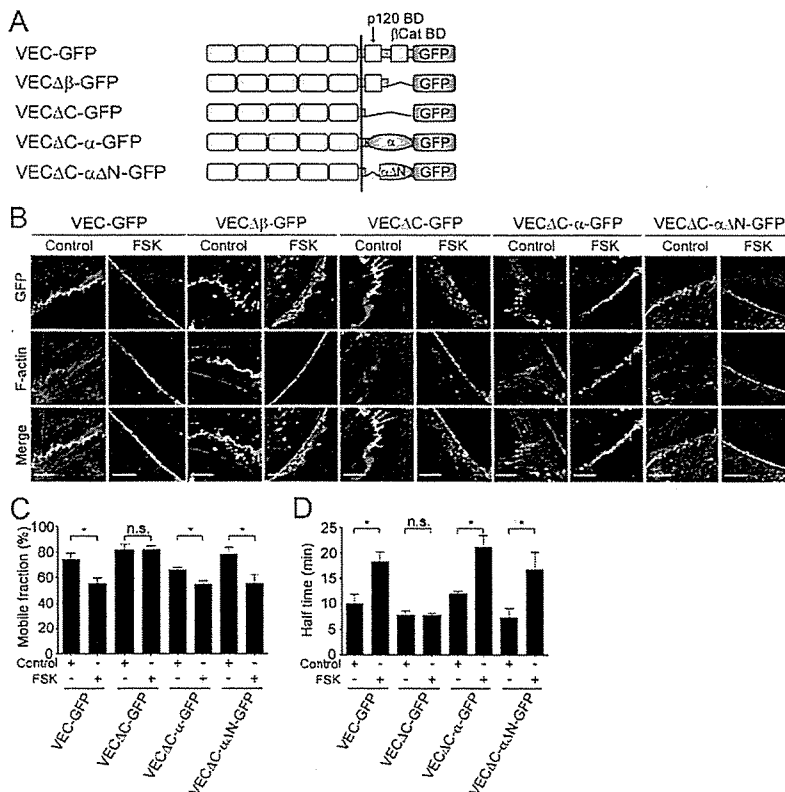 A
p120 BD
βCat BD
VEC-GFP
GFP
VECΔβ-GFP
GFP
VECΔC-GFP
GFP
VECΔC-α-GFP
α
GFP
VECΔC-αΔN-GFP
αΔN
GFP
B
VEC-GFP
VECΔβ-GFP
VECΔC-GFP
VECΔC-α-GFP
VECΔC-αΔN-GFP
Control FSK Control FSK Control FSK Control FSK Control FSK
GFP
F-actin
Merge
C
Mobile fraction (%)
100
80
60
40
20
0
* n.s. * *
Control + - + - + - + -
FSK - + - + - + - +
VEC-GFP
VECΔC-GFP
VECΔC-α-GFP
VECΔC-αΔN-GFP
D
Half time (min)
25
20
15
10
5
0
* n.s. * *
Control + - + - + - + -
FSK - + - + - + - +
VEC-GFP
VECΔC-GFP
VECΔC-α-GFP
VECΔC-αΔN-GFP